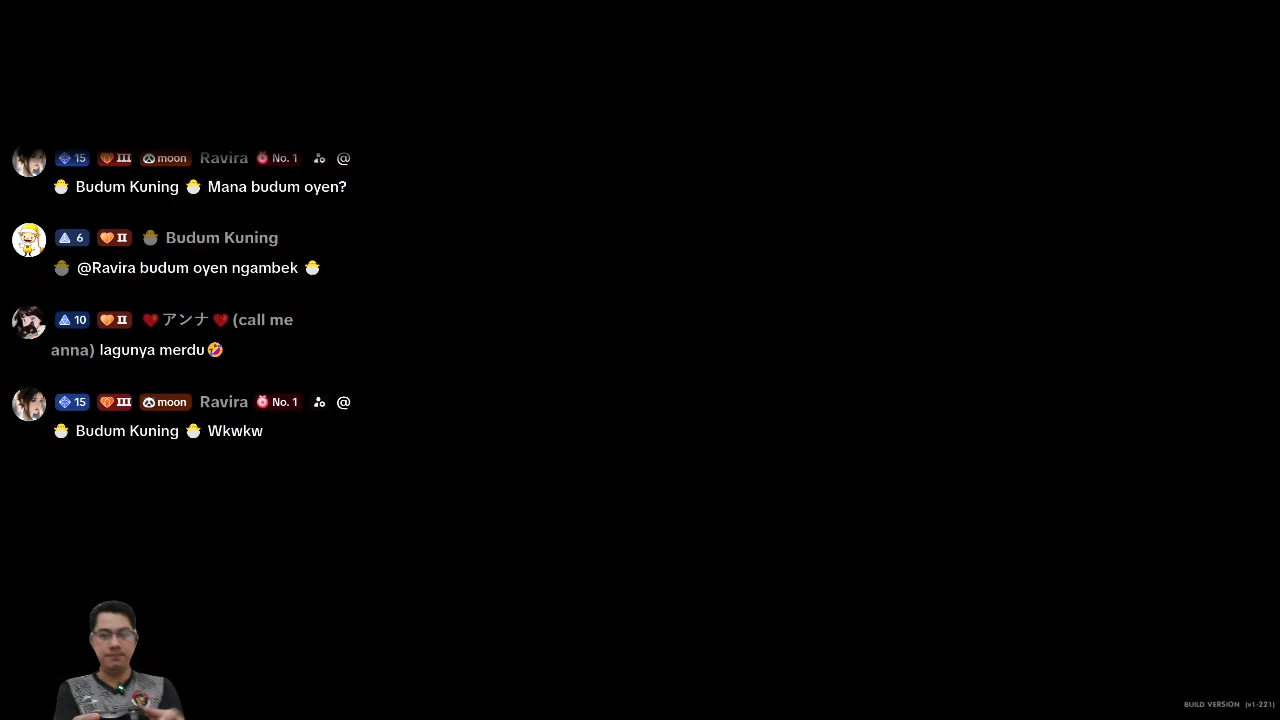 15 III moon Ravira No. 1 @
🐣 Budum Kuning 🐣 Mana budum oyen?
6 II 🐣 Budum Kuning
🐣 @Ravira budum oyen ngambek 🐣
10 II ❤️アンナ❤️(call me
anna) lagunya merdu🤣
15 III moon Ravira No. 1 @
🐣 Budum Kuning 🐣 Wkwkw
BUILD VERSION (v1-221)